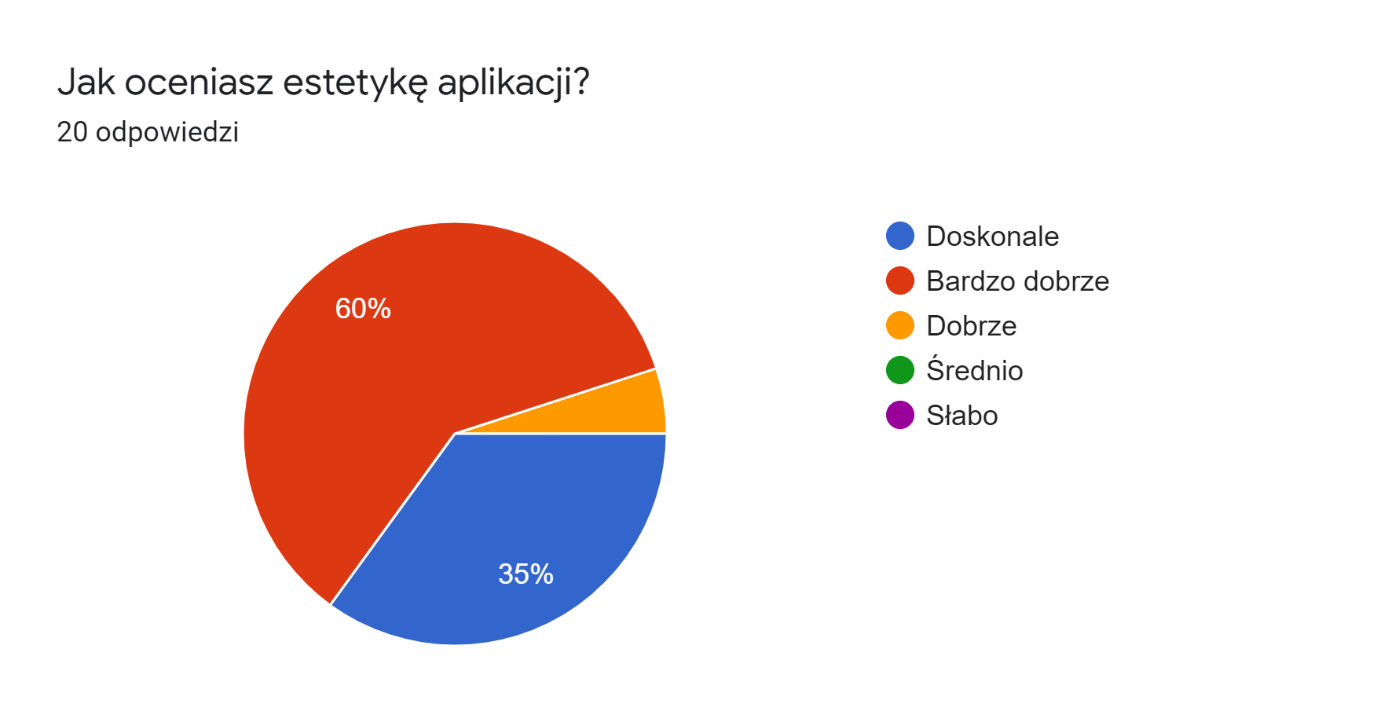 Jak oceniasz estetykę aplikacji?
20 odpowiedzi
60%
35%
Doskonale
Bardzo dobrze
Dobrze
Średnio
Słabo